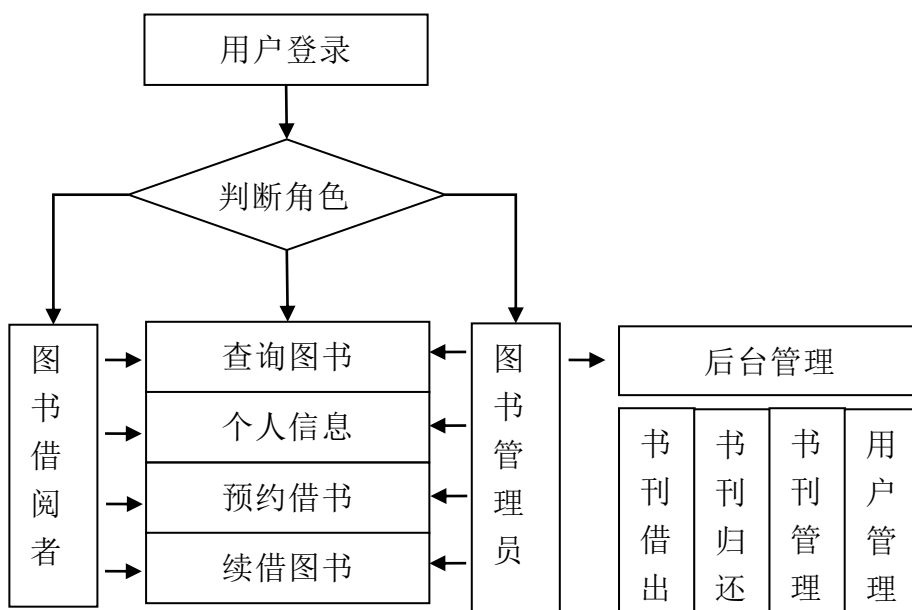 用户登录
判断角色
图书借阅者
查询图书
个人信息
预约借书
续借图书
图书管理员
后台管理
书刊借出
书刊归还
书刊管理
用户管理